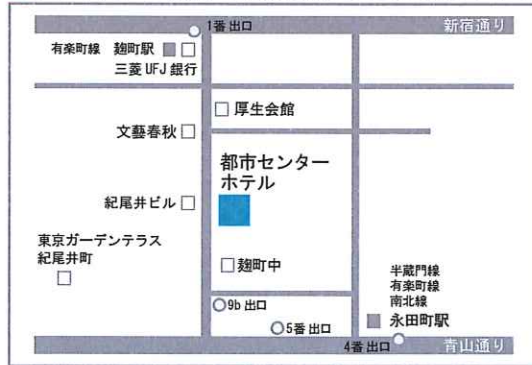 1番出口
新宿通り
有楽町線 麹町駅
三菱 UFJ 銀行
厚生会館
文藝春秋
都市センター
ホテル
紀尾井ビル
東京ガーデンテラス
紀尾井町
麹町中
半蔵門線
有楽町線
南北線
永田町駅
9b 出口
5番出口
4番出口
青山通り